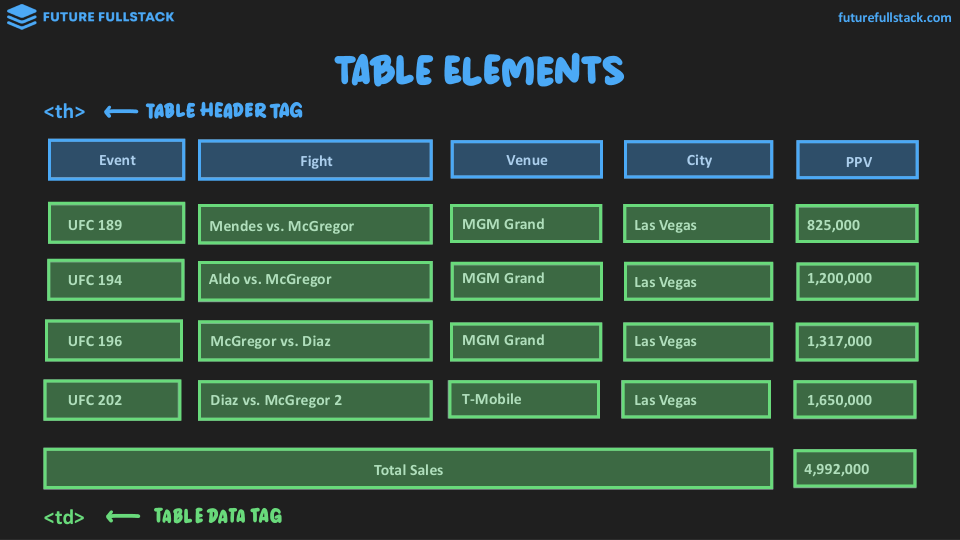 FUTURE FULLSTACK
futurefullstack.com
TABLE ELEMENTS
<th> TABLE HEADER TAG
Event Fight Venue City PPV
UFC 189 Mendes vs. McGregor MGM Grand Las Vegas 825,000
UFC 194 Aldo vs. McGregor MGM Grand Las Vegas 1,200,000
UFC 196 McGregor vs. Diaz MGM Grand Las Vegas 1,317,000
UFC 202 Diaz vs. McGregor 2 T-Mobile Las Vegas 1,650,000
Total Sales 4,992,000
<td> TABLE DATA TAG